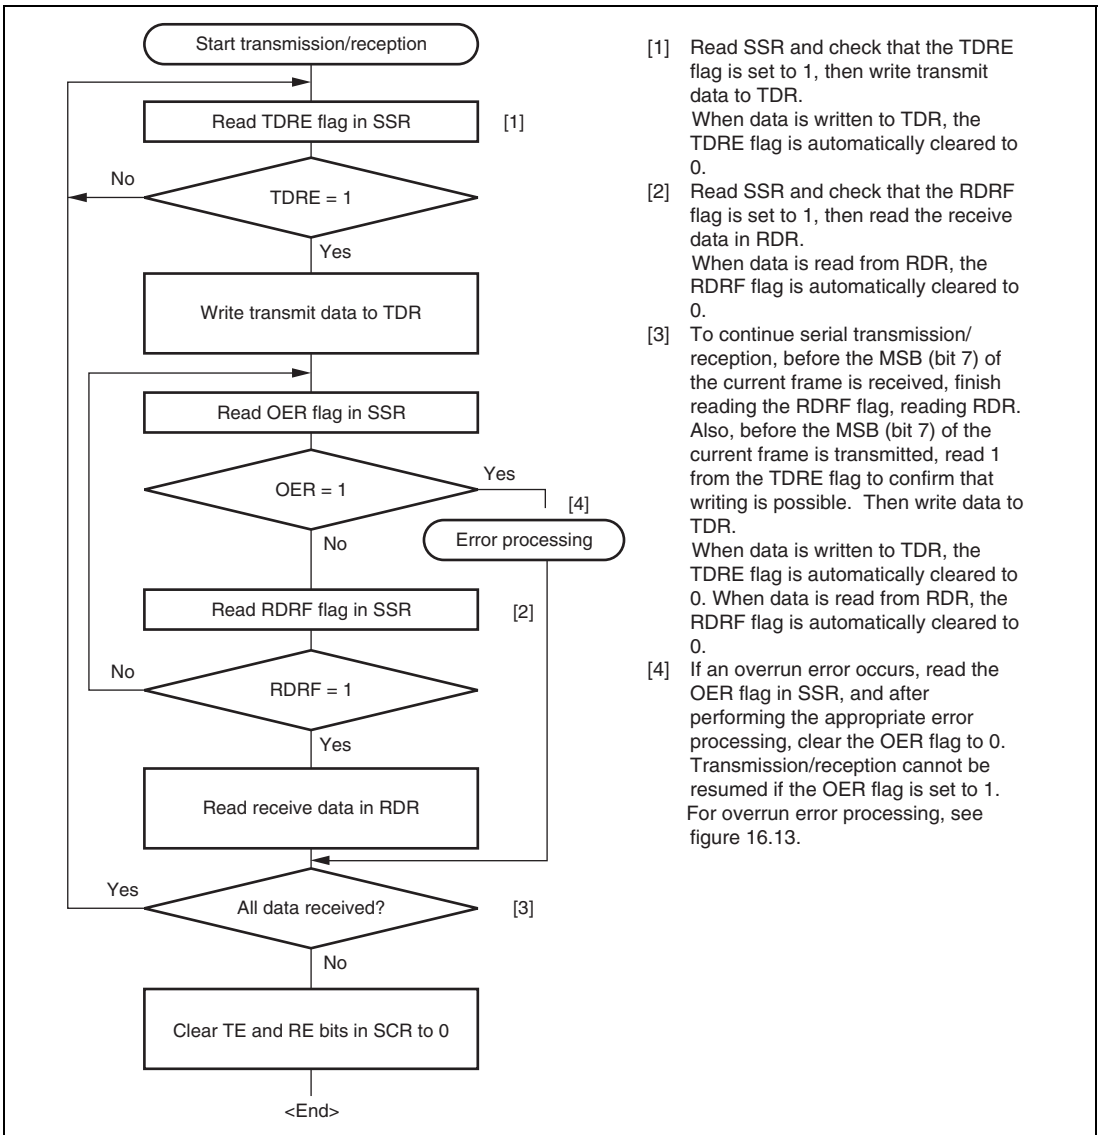 Start transmission/reception
Read TDRE flag in SSR
[1]
No
TDRE = 1
Yes
Write transmit data to TDR
Read OER flag in SSR
OER = 1
Yes
[4]
No
Error processing
Read RDRF flag in SSR
[2]
No
RDRF = 1
Yes
Read receive data in RDR
Yes
All data received?
[3]
No
Clear TE and RE bits in SCR to 0
<End>
[1] Read SSR and check that the TDRE
flag is set to 1, then write transmit
data to TDR.
When data is written to TDR, the
TDRE flag is automatically cleared to
0.
[2] Read SSR and check that the RDRF
flag is set to 1, then read the receive
data in RDR.
When data is read from RDR, the
RDRF flag is automatically cleared to
0.
[3] To continue serial transmission/
reception, before the MSB (bit 7) of
the current frame is received, finish
reading the RDRF flag, reading RDR.
Also, before the MSB (bit 7) of the
current frame is transmitted, read 1
from the TDRE flag to confirm that
writing is possible. Then write data to
TDR.
When data is written to TDR, the
TDRE flag is automatically cleared to
0. When data is read from RDR, the
RDRF flag is automatically cleared to
0.
[4] If an overrun error occurs, read the
OER flag in SSR, and after
performing the appropriate error
processing, clear the OER flag to 0.
Transmission/reception cannot be
resumed if the OER flag is set to 1.
For overrun error processing, see
figure 16.13.